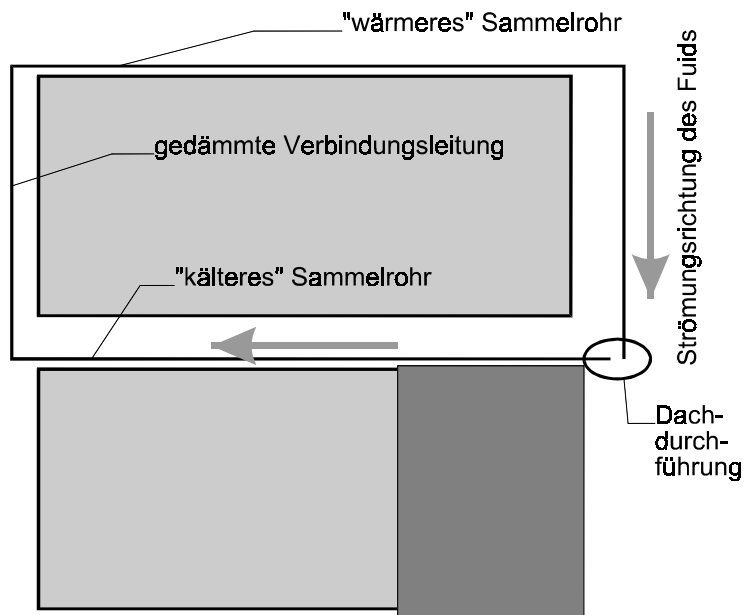 "wärmeres" Sammelrohr
Strömungsrichtung des Fuids
gedämmte Verbindungsleitung
"kälteres" Sammelrohr
Dach-
durch-
führung